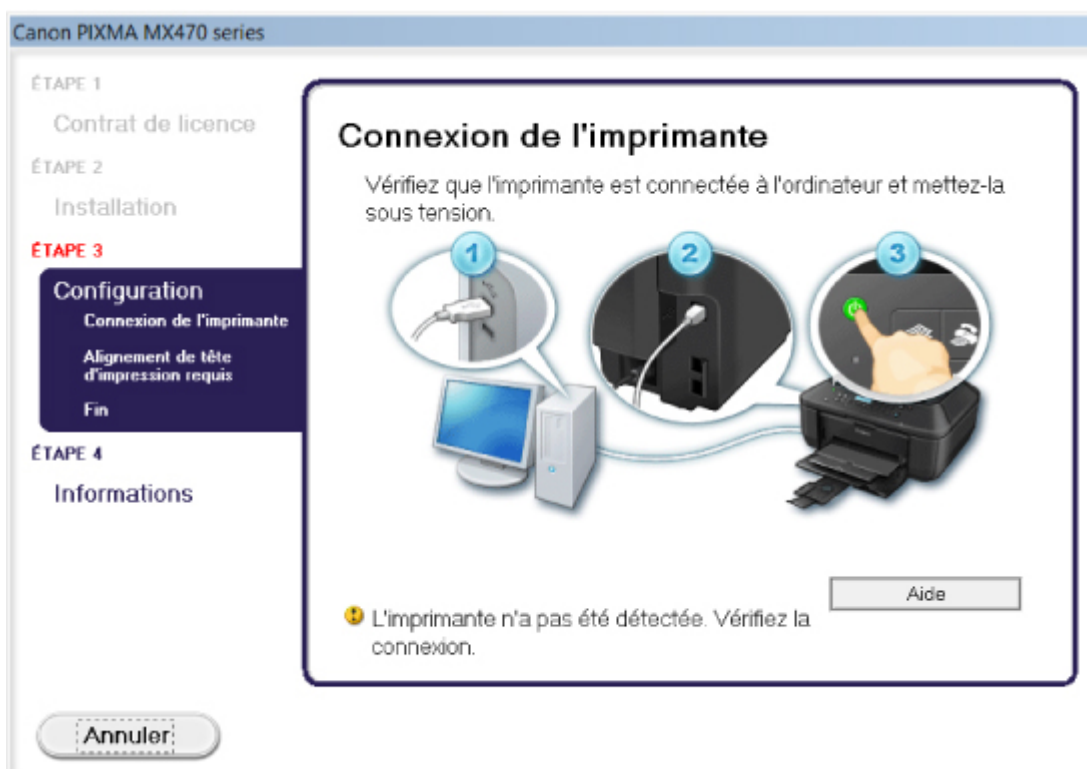 Canon PIXMA MX470 series
ÉTAPE 1
Contrat de licence
ÉTAPE 2
Installation
ÉTAPE 3
Configuration
Connexion de l'imprimante
Alignement de tête
d'impression requis
Fin
ÉTAPE 4
Informations
Connexion de l'imprimante
Vérifiez que l'imprimante est connectée à l'ordinateur et mettez-la
sous tension.
1
2
3
Aide
L'imprimante n'a pas été détectée. Vérifiez la
connexion.
Annuler